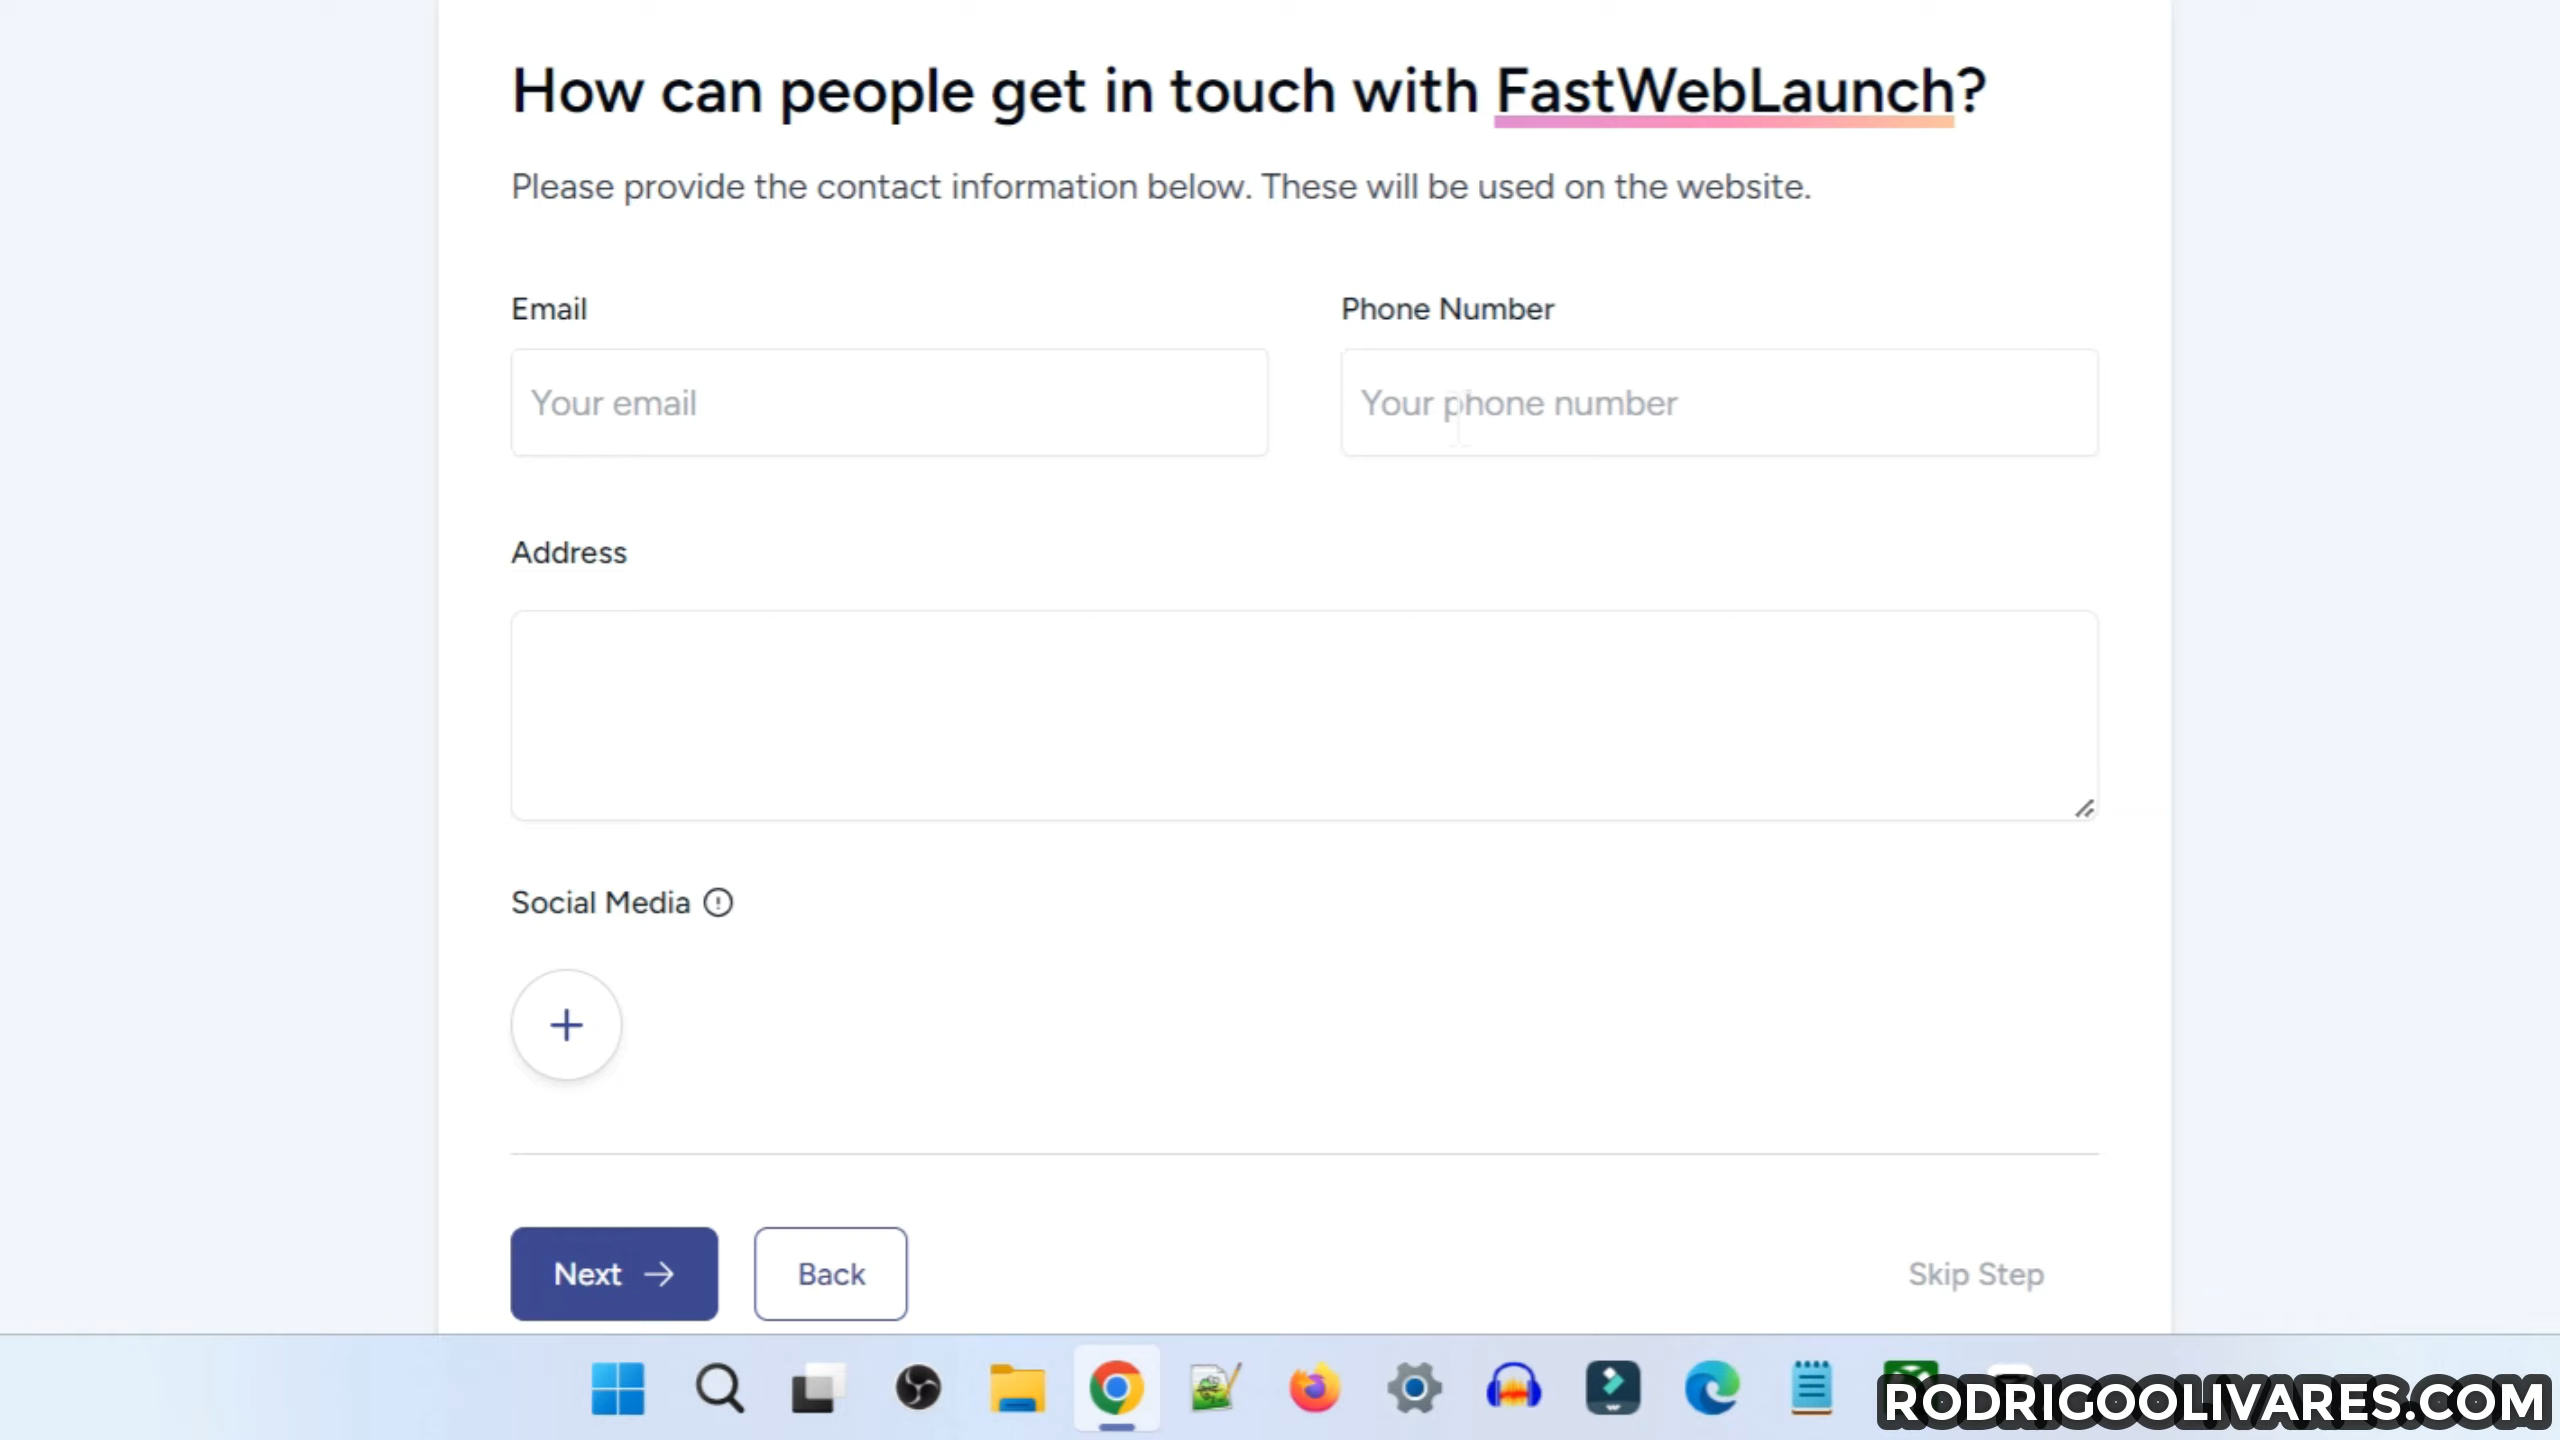 How can people get in touch with FastWebLaunch?
Please provide the contact information below. These will be used on the website.
Email
Phone Number
Your email
Your phone number
Address
Social Media
Next
Back
Skip Step
RODRIGOOLIVARES.COM